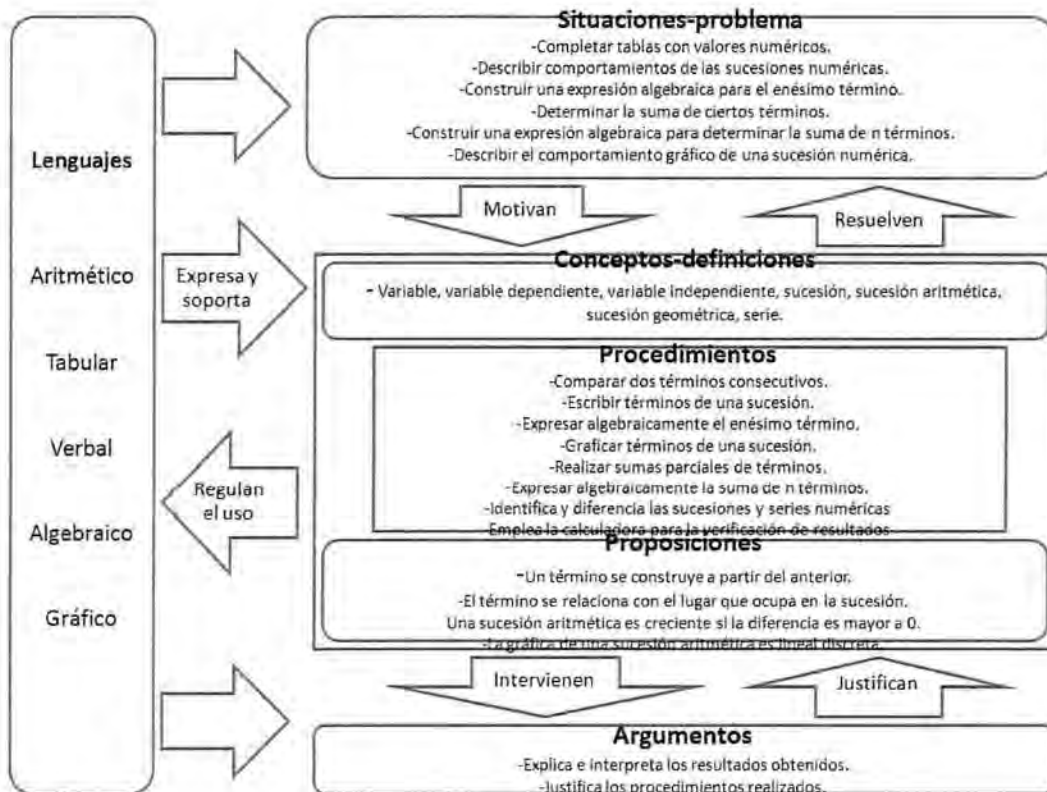 Lenguajes
Aritmético
Tabular
Verbal
Algebraico
Gráfico
Situaciones-problema
-Completar tablas con valores numéricos.
-Describir comportamientos de las sucesiones numéricas.
-Construir una expresión algebraica para el enésimo término.
-Determinar la suma de ciertos términos.
-Construir una expresión algebraica para determinar la suma de n términos.
-Describir el comportamiento gráfico de una sucesión numérica.
Motivan
Resuelven
Expresa y
soporta
Conceptos-definiciones
- Variable, variable dependiente, variable independiente, sucesión, sucesión aritmética,
sucesión geométrica, serie.
Procedimientos
-Comparar dos términos consecutivos.
-Escribir términos de una sucesión.
-Expresar algebraicamente el enésimo término.
-Graficar términos de una sucesión.
-Realizar sumas parciales de términos.
-Expresar algebraicamente la suma de n términos.
-Identifica y diferencia las sucesiones y series numéricas
-Emplea la calculadora para la verificación de resultados
Regulan
el uso
Proposiciones
-Un término se construye a partir del anterior.
-El término se relaciona con el lugar que ocupa en la sucesión.
Una sucesión aritmética es creciente si la diferencia es mayor a 0.
-La gráfica de una sucesión aritmética es lineal discreta.
Intervienen
Justifican
Argumentos
-Explica e interpreta los resultados obtenidos.
-Justifica los procedimientos realizados.